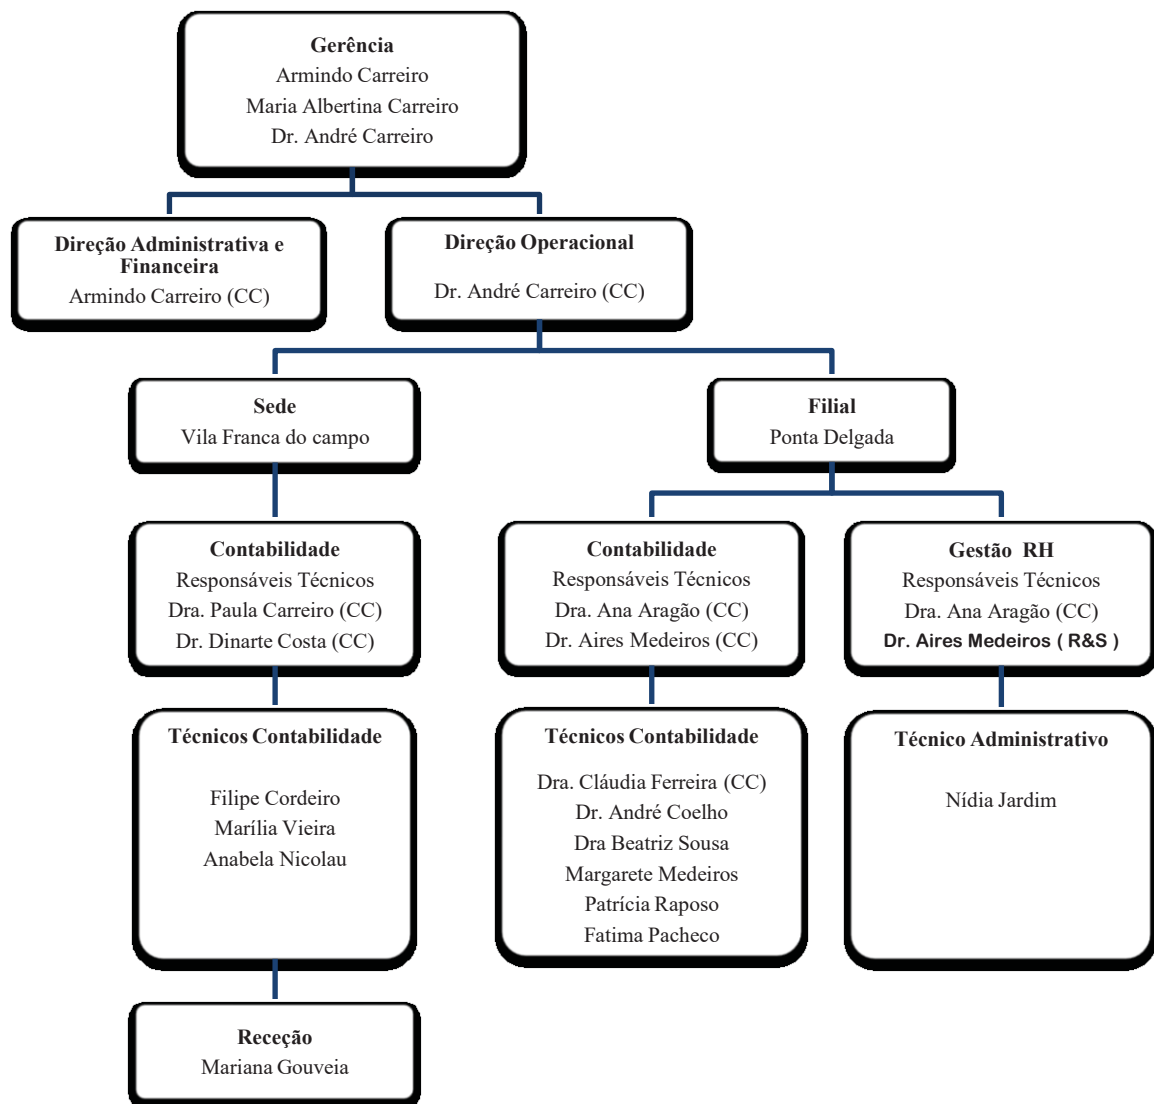 Gerência
Armindo Carreiro
Maria Albertina Carreiro
Dr. André Carreiro
Direção Administrativa e
Financeira
Armindo Carreiro (CC)
Direção Operacional
Dr. André Carreiro (CC)
Sede
Vila Franca do campo
Filial
Ponta Delgada
Contabilidade
Responsáveis Técnicos
Dra. Paula Carreiro (CC)
Dr. Dinarte Costa (CC)
Contabilidade
Responsáveis Técnicos
Dra. Ana Aragão (CC)
Dr. Aires Medeiros (CC)
Gestão RH
Responsáveis Técnicos
Dra. Ana Aragão (CC)
Dr. Aires Medeiros ( R&S )
Técnicos Contabilidade
Filipe Cordeiro
Marília Vieira
Anabela Nicolau
Técnicos Contabilidade
Dra. Cláudia Ferreira (CC)
Dr. André Coelho
Dra Beatriz Sousa
Margarete Medeiros
Patrícia Raposo
Fatima Pacheco
Técnico Administrativo
Nídia Jardim
Receção
Mariana Gouveia